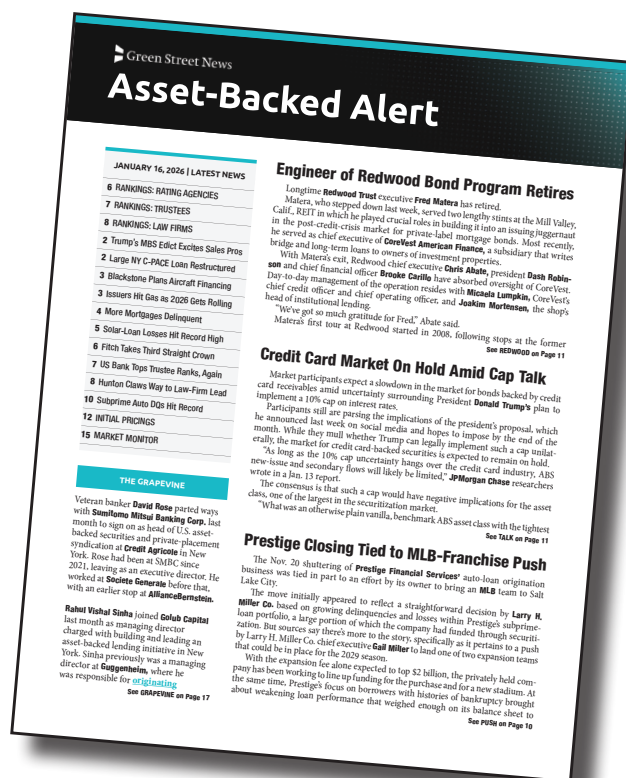 Green Street News
Asset-Backed Alert
JANUARY 16, 2026 | LATEST NEWS
6 RANKINGS: RATING AGENCIES
7 RANKINGS: TRUSTEES
8 RANKINGS: LAW FIRMS
2 Trump's MBS Edict Excites Sales Pros
2 Large NY C-PACE Loan Restructured
3 Blackstone Plans Aircraft Financing
3 Issuers Hit Gas as 2026 Gets Rolling
4 More Mortgages Delinquent
5 Solar-Loan Losses Hit Record High
6 Fitch Takes Third Straight Crown
7 US Bank Tops Trustee Ranks, Again
8 Hunton Claws Way to Law-Firm Lead
10 Subprime Auto DQs Hit Record
12 INITIAL PRICINGS
15 MARKET MONITOR
THE GRAPEVINE
Veteran banker David Rose parted ways
with Sumitomo Mitsui Banking Corp. last
month to sign on as head of U.S. asset-
backed securities and private-placement
syndication at Credit Agricole in New
York. Rose had been at SMBC since
2021, leaving as an executive director. He
worked at Societe Generale before that,
with an earlier stop at AllianceBernstein.
Rahul Vishal Sinha joined Golub Capital
last month as managing director
charged with building and leading an
asset-backed lending initiative in New
York. Sinha previously was a managing
director at Guggenheim, where he
was responsible for originating
See GRAPEVINE on Page 17
Engineer of Redwood Bond Program Retires
Longtime Redwood Trust executive Fred Matera has retired.
Matera, who stepped down last week, served two lengthy stints at the Mill Valley,
Calif., REIT in which he played crucial roles in building it into an issuing juggernaut
in the post-credit-crisis market for private-label mortgage bonds. Most recently,
he served as chief executive of CoreVest American Finance, a subsidiary that writes
bridge and long-term loans to owners of investment properties.
With Matera's exit, Redwood chief executive Chris Abate, president Dash Robin-
son and chief financial officer Brooke Carillo have absorbed oversight of CoreVest.
Day-to-day management of the operation resides with Micaela Lumpkin, CoreVest's
chief credit officer and chief operating officer, and Joakim Mortensen, the shop's
head of institutional lending.
"We've got so much gratitude for Fred," Abate said.
Matera's first tour at Redwood started in 2008, following stops at the former
See REDWOOD on Page 11
Credit Card Market On Hold Amid Cap Talk
Market participants expect a slowdown in the market for bonds backed by credit
card receivables amid uncertainty surrounding President Donald Trump's plan to
implement a 10% cap on interest rates.
Participants still are parsing the implications of the president's proposal, which
he announced last week on social media and hopes to impose by the end of the
month. While they mull whether Trump can legally implement such a cap unilat-
erally, the market for credit card-backed securities is expected to remain on hold.
"As long as the 10% cap uncertainty hangs over the credit card industry, ABS
new-issue and secondary flows will likely be limited," JPMorgan Chase researchers
wrote in a Jan. 13 report.
The consensus is that such a cap would have negative implications for the asset
class, one of the largest in the securitization market.
"What was an otherwise plain vanilla, benchmark ABS asset class with the tightest
See TALK on Page 11
Prestige Closing Tied to MLB-Franchise Push
The Nov. 20 shuttering of Prestige Financial Services' auto-loan origination
business was tied in part to an effort by its owner to bring an MLB team to Salt
Lake City.
The move initially appeared to reflect a straightforward decision by Larry H.
Miller Co. based on growing delinquencies and losses within Prestige's subprime-
loan portfolio, a large portion of which the company had funded through securiti-
zation. But sources say there's more to the story, specifically as it pertains to a push
by Larry H. Miller Co. chief executive Gail Miller to land one of two expansion teams
that could be in place for the 2029 season.
With the expansion fee alone expected to top $2 billion, the privately held com-
pany has been working to line up funding for the purchase and for a new stadium. At
the same time, Prestige's focus on borrowers with histories of bankruptcy brought
about weakening loan performance that weighed enough on its balance sheet to
See PUSH on Page 10